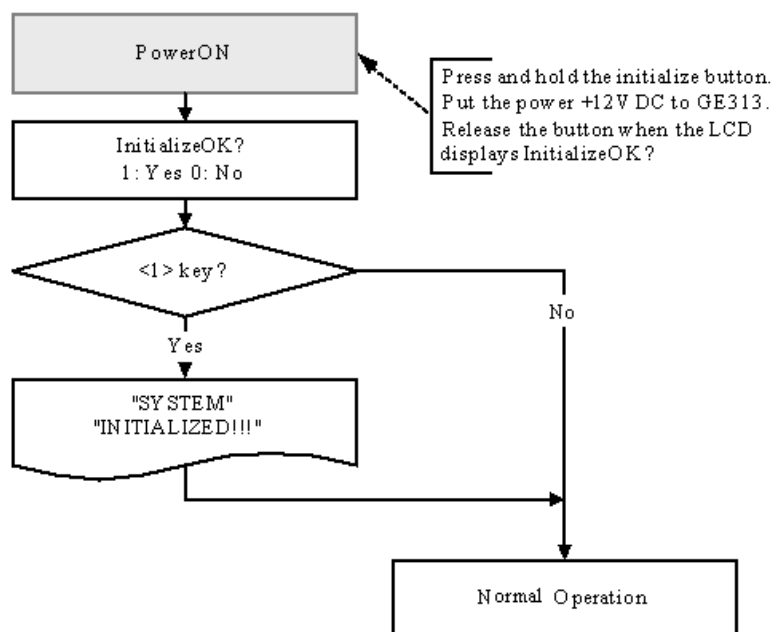 PowerON
Press and hold the initialize button.
Put the power +12V DC to GE313.
Release the button when the LCD
displays InitializeOK?
InitializeOK?
1: Yes 0: No
<1> key?
No
Yes
"SYSTEM"
"INITIALIZED!!!"
Normal Operation